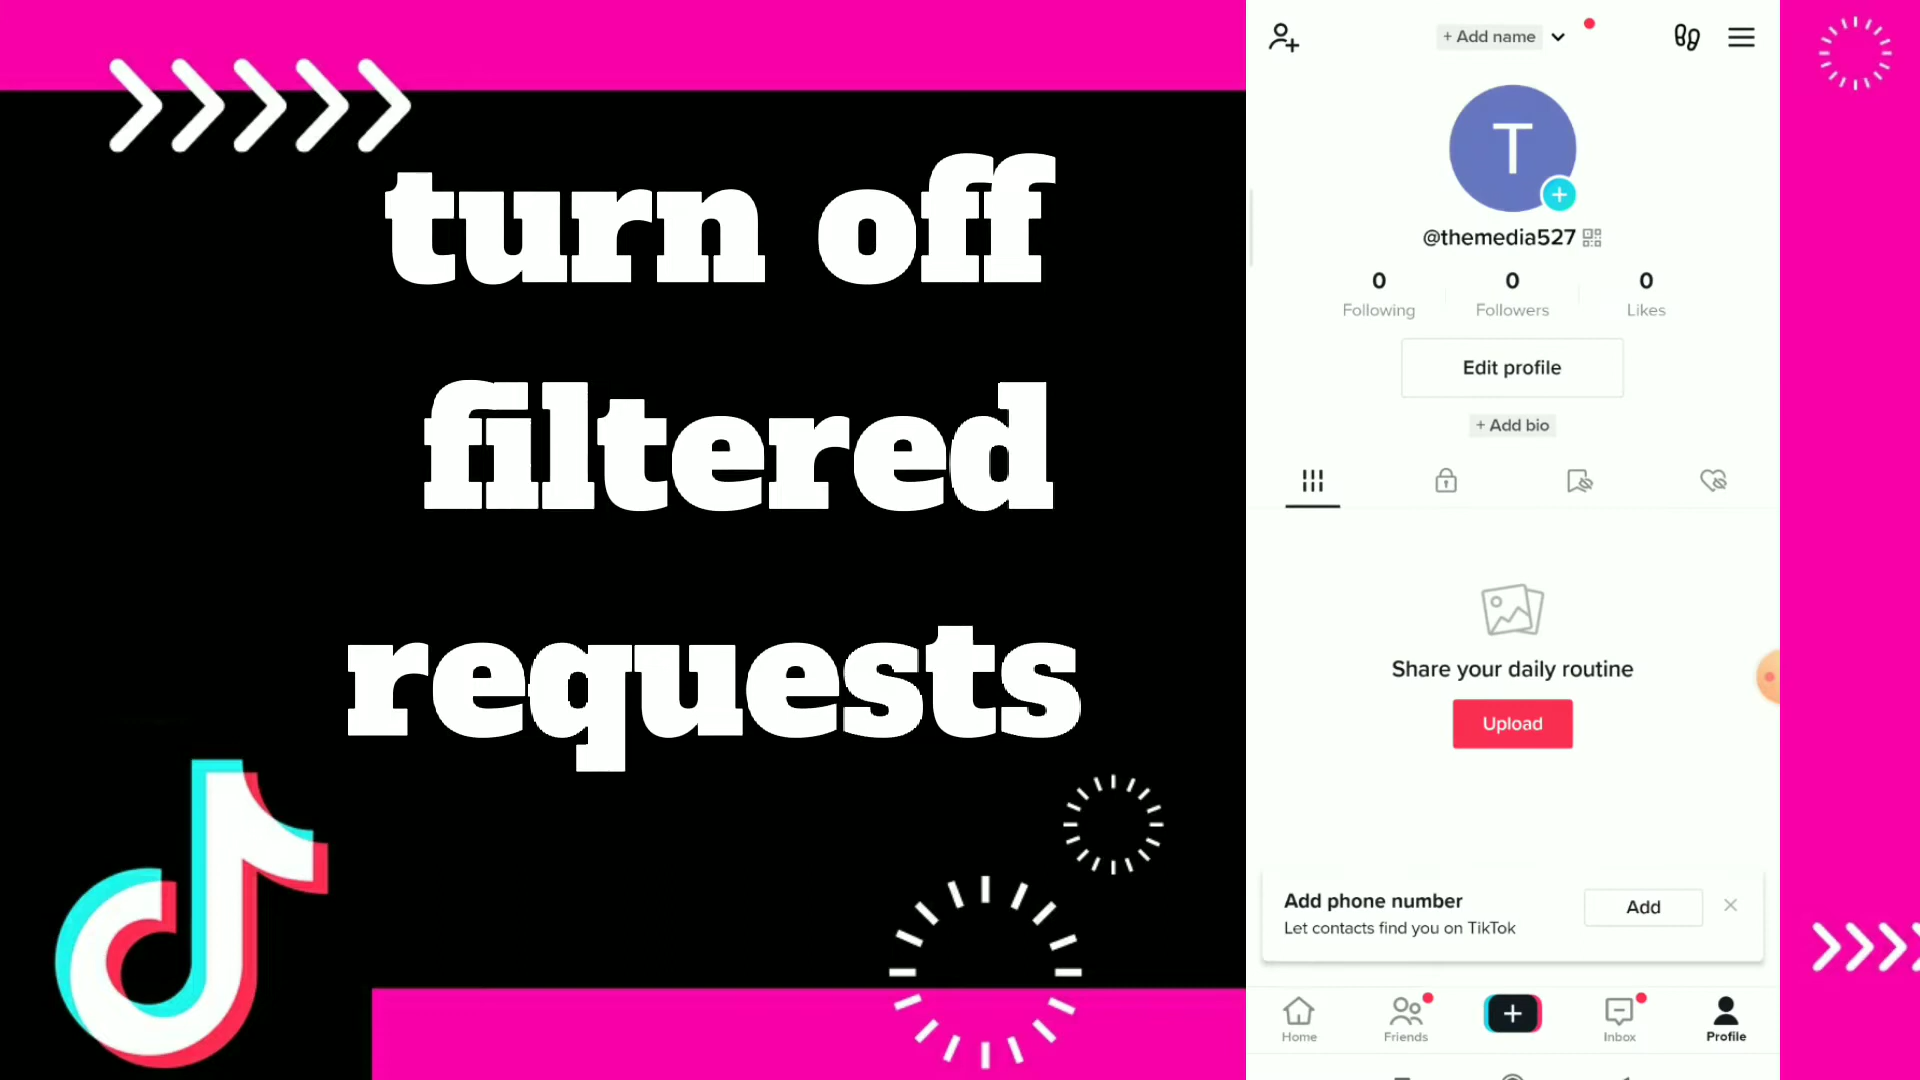 turn off
filtered
requests
+ Add name
T
@themedia527
0 0 0
Following Followers Likes
Edit profile
+ Add bio
Share your daily routine
Upload
Add phone number
Let contacts find you on TikTok
Add
Home Friends Inbox Profile